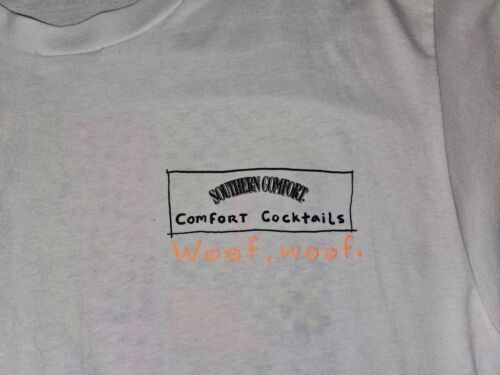 SOUTHERN COMFORT.
COMFORT COCKTAILS
Woof, woof.